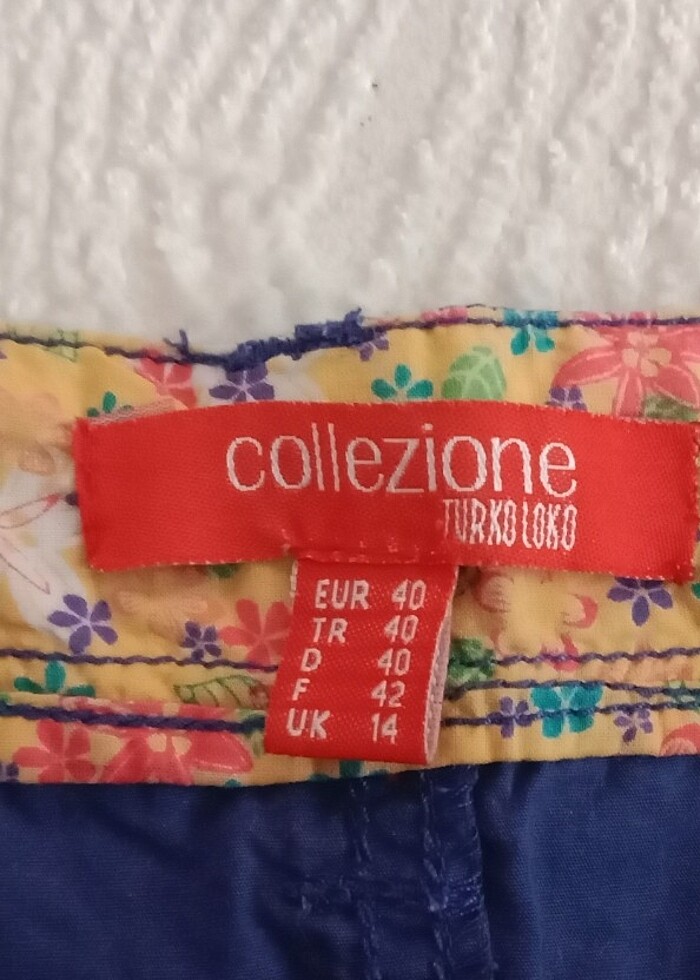 collezione
TURKO LOKO
EUR 40
TR 40
D 40
F 42
UK 14